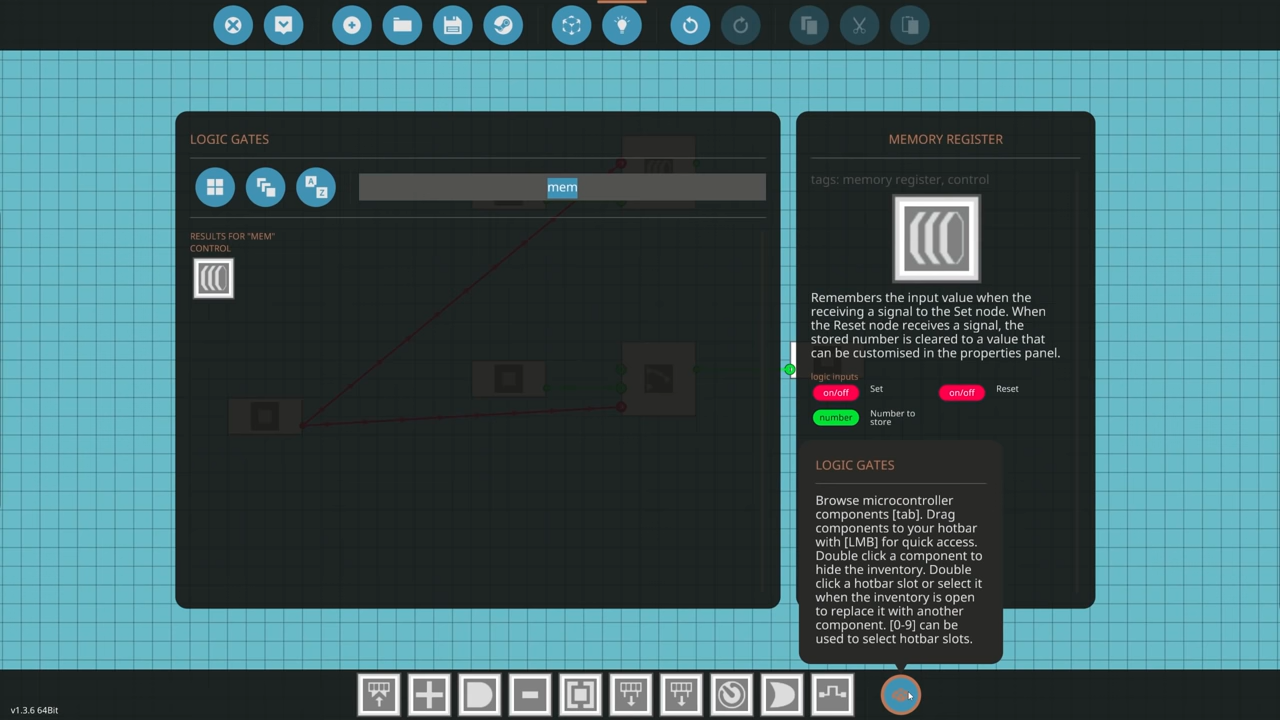 LOGIC GATES
mem
RESULTS FOR "MEM"
CONTROL
MEMORY REGISTER
tags: memory register, control
Remembers the input value when the
receiving a signal to the Set node. When
the Reset node receives a signal, the
stored number is cleared to a value that
can be customised in the properties panel.
logic inputs
on/off Set on/off Reset
number Number to
store
LOGIC GATES
Browse microcontroller
components [tab]. Drag
components to your hotbar
with [LMB] for quick access.
Double click a component to
hide the inventory. Double
click a hotbar slot or select it
when the inventory is open
to replace it with another
component. [0-9] can be
used to select hotbar slots.
v1.3.6 64Bit